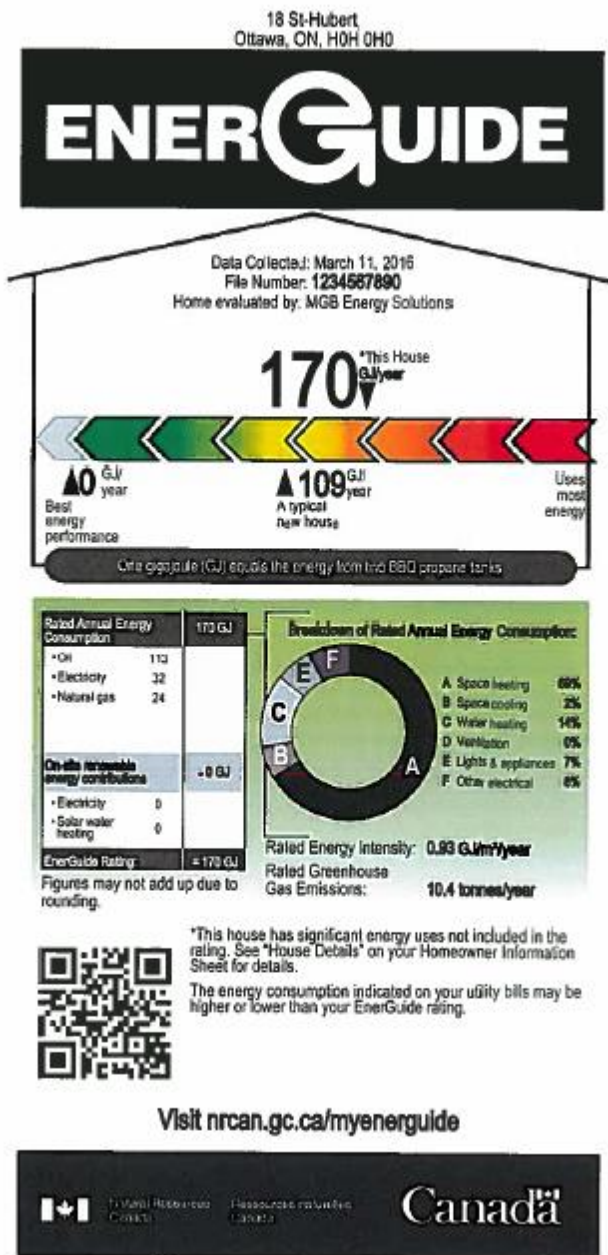 18 St-Hubert
Ottawa, ON, H0H 0H0
ENERGUIDE
Data Collected: March 11, 2016
File Number: 1234567890
Home evaluated by: MGB Energy Solutions
170
*This House
GJ/year
0 GJ/
year
Best
energy
performance
109 GJ/
year
A typical
new house
Uses
most
energy
One gigajoule (GJ) equals the energy from two BBQ propane tanks
Rated Annual Energy
Consumption
170 GJ
• Oil 113
• Electricity 32
• Natural gas 24
On-site renewable
energy contributions
- 0 GJ
• Electricity 0
• Solar water
heating 0
EnerGuide Rating: = 170 GJ
Figures may not add up due to
rounding.
Breakdown of Rated Annual Energy Consumption:
A
B
C
E
F
A Space heating 69%
B Space cooling 2%
C Water heating 14%
D Ventilation 0%
E Lights & appliances 7%
F Other electrical 8%
Rated Energy Intensity: 0.93 GJ/m²/year
Rated Greenhouse
Gas Emissions: 10.4 tonnes/year
*This house has significant energy uses not included in the
rating. See "House Details" on your Homeowner Information
Sheet for details.
The energy consumption indicated on your utility bills may be
higher or lower than your EnerGuide rating.
Visit nrcan.gc.ca/myenerguide
Natural Resources
Canada
Ressources naturelles
Canada
Canada